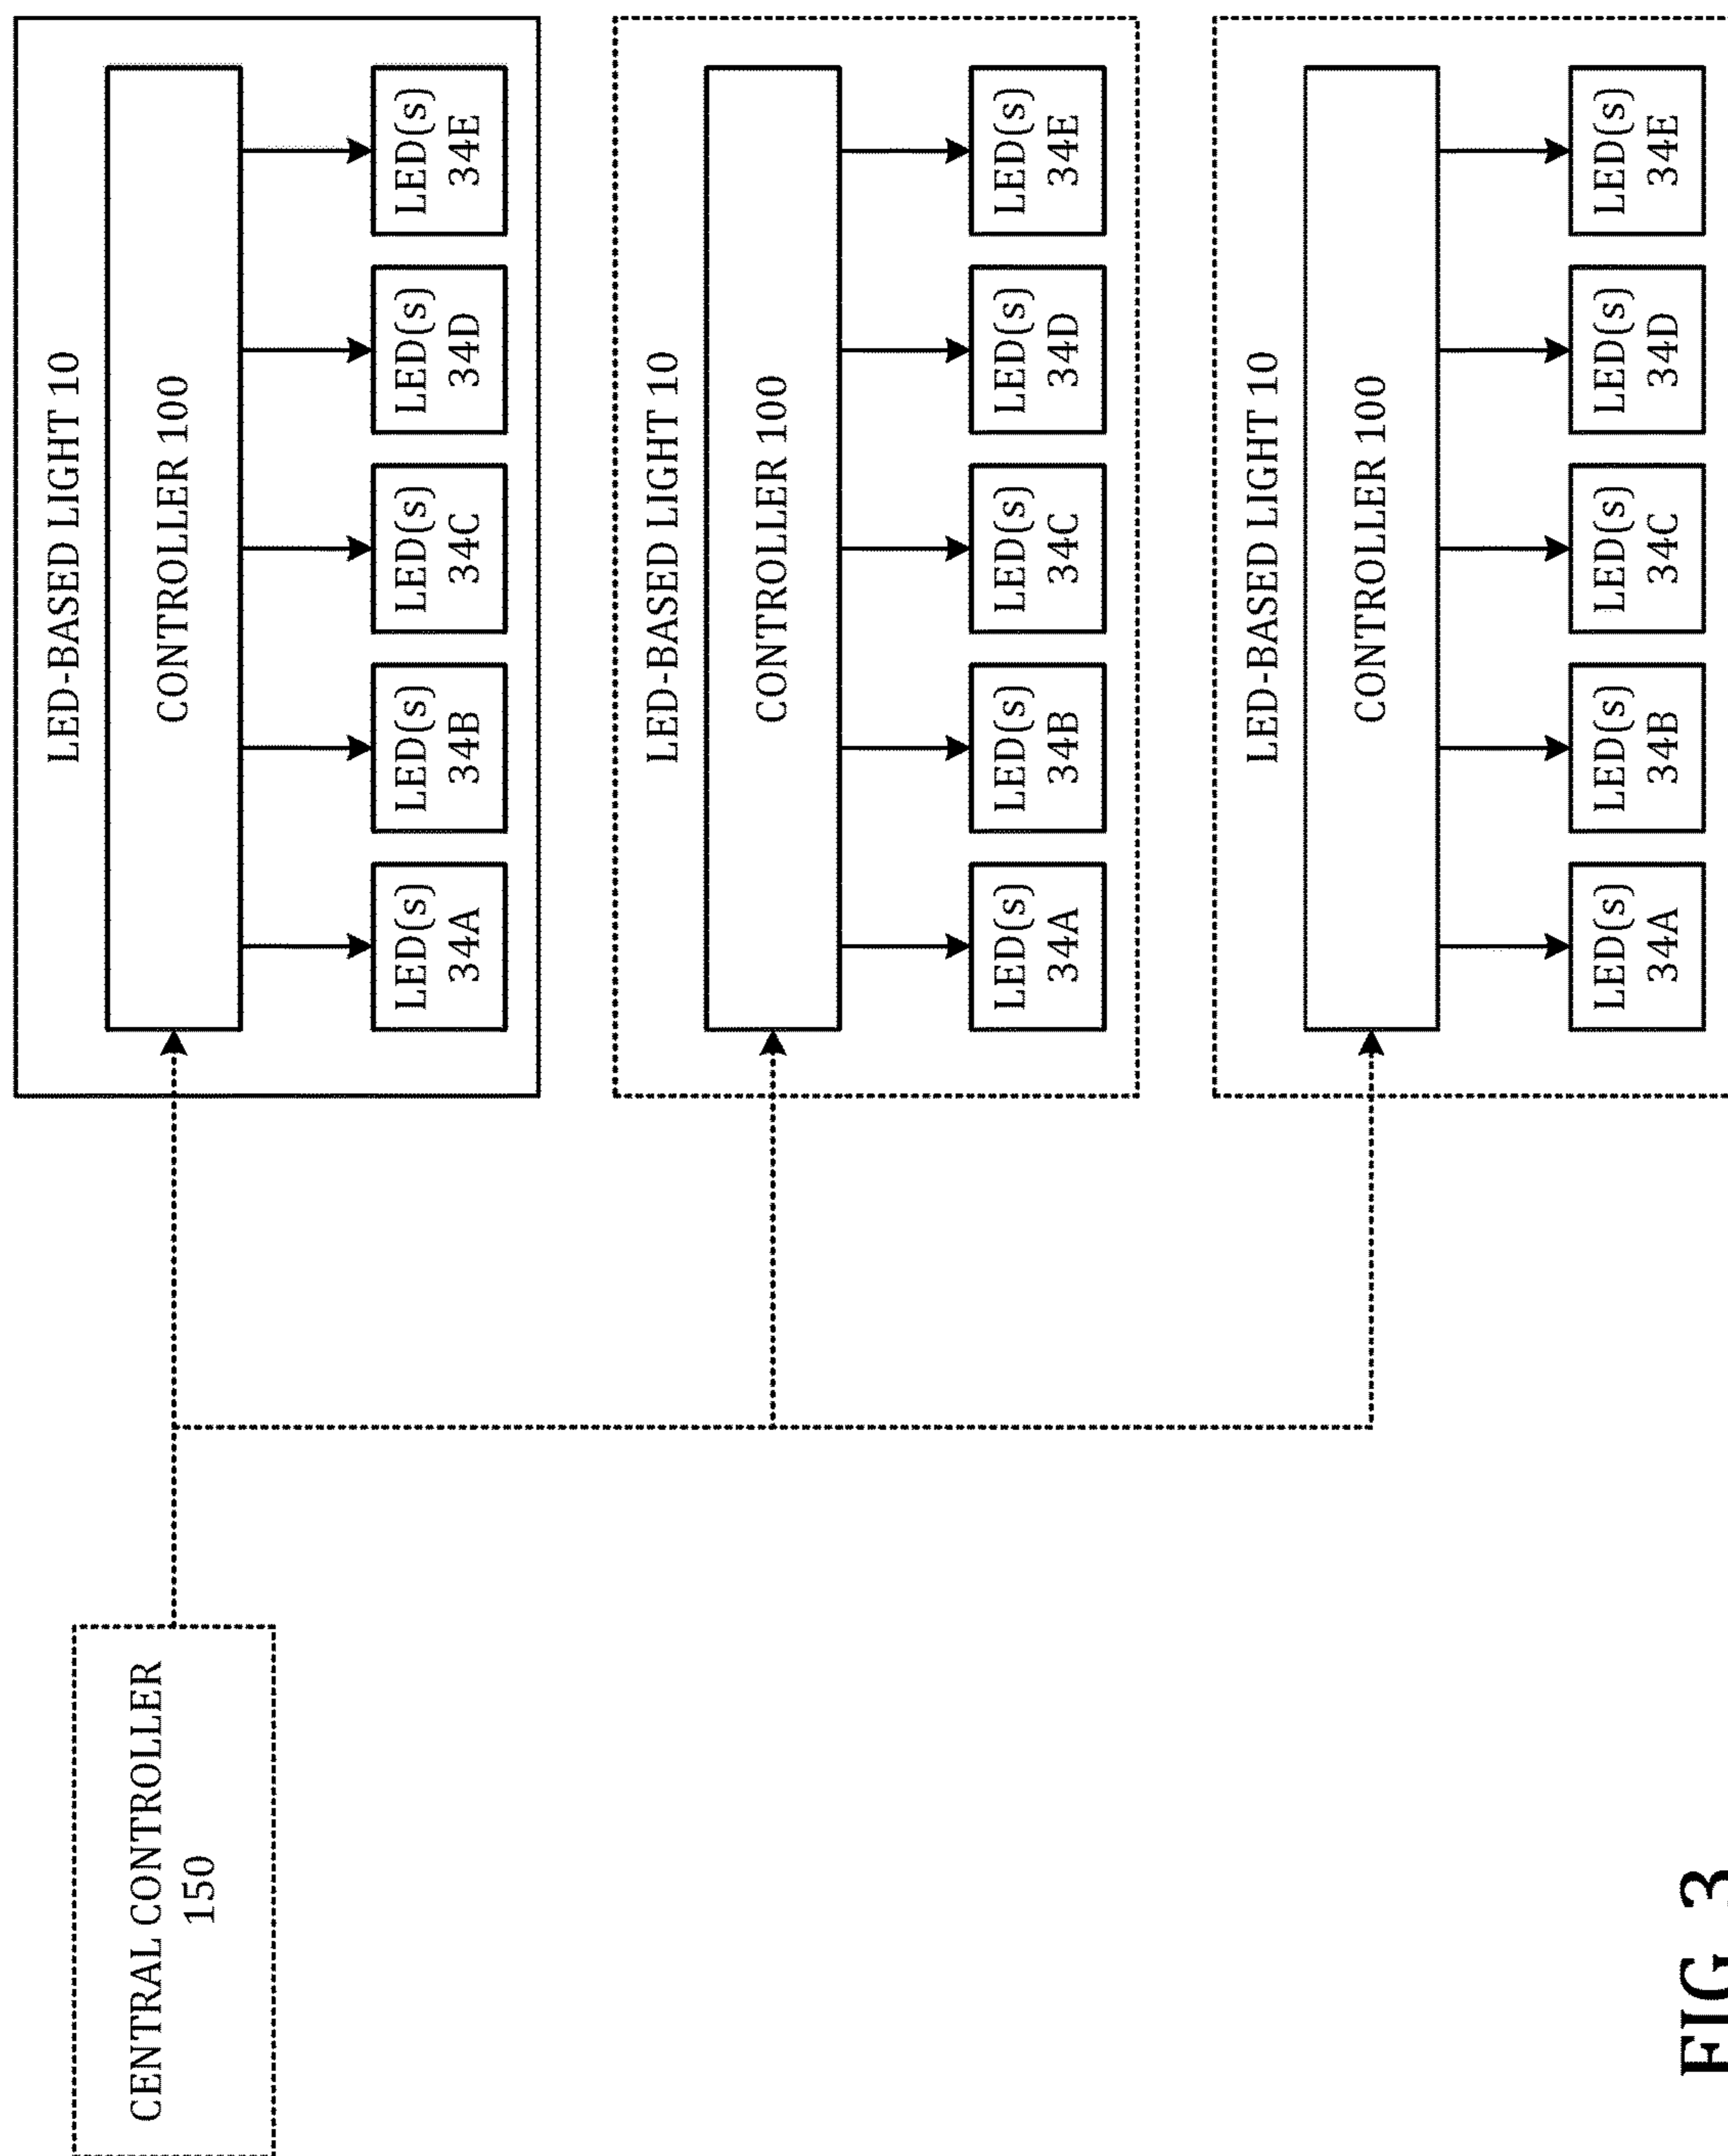 CENTRAL CONTROLLER
150
LED-BASED LIGHT 10
CONTROLLER 100
LED(s)
34A
LED(s)
34B
LED(s)
34C
LED(s)
34D
LED(s)
34E
LED-BASED LIGHT 10
CONTROLLER 100
LED(s)
34A
LED(s)
34B
LED(s)
34C
LED(s)
34D
LED(s)
34E
LED-BASED LIGHT 10
CONTROLLER 100
LED(s)
34A
LED(s)
34B
LED(s)
34C
LED(s)
34D
LED(s)
34E
FIG. 3